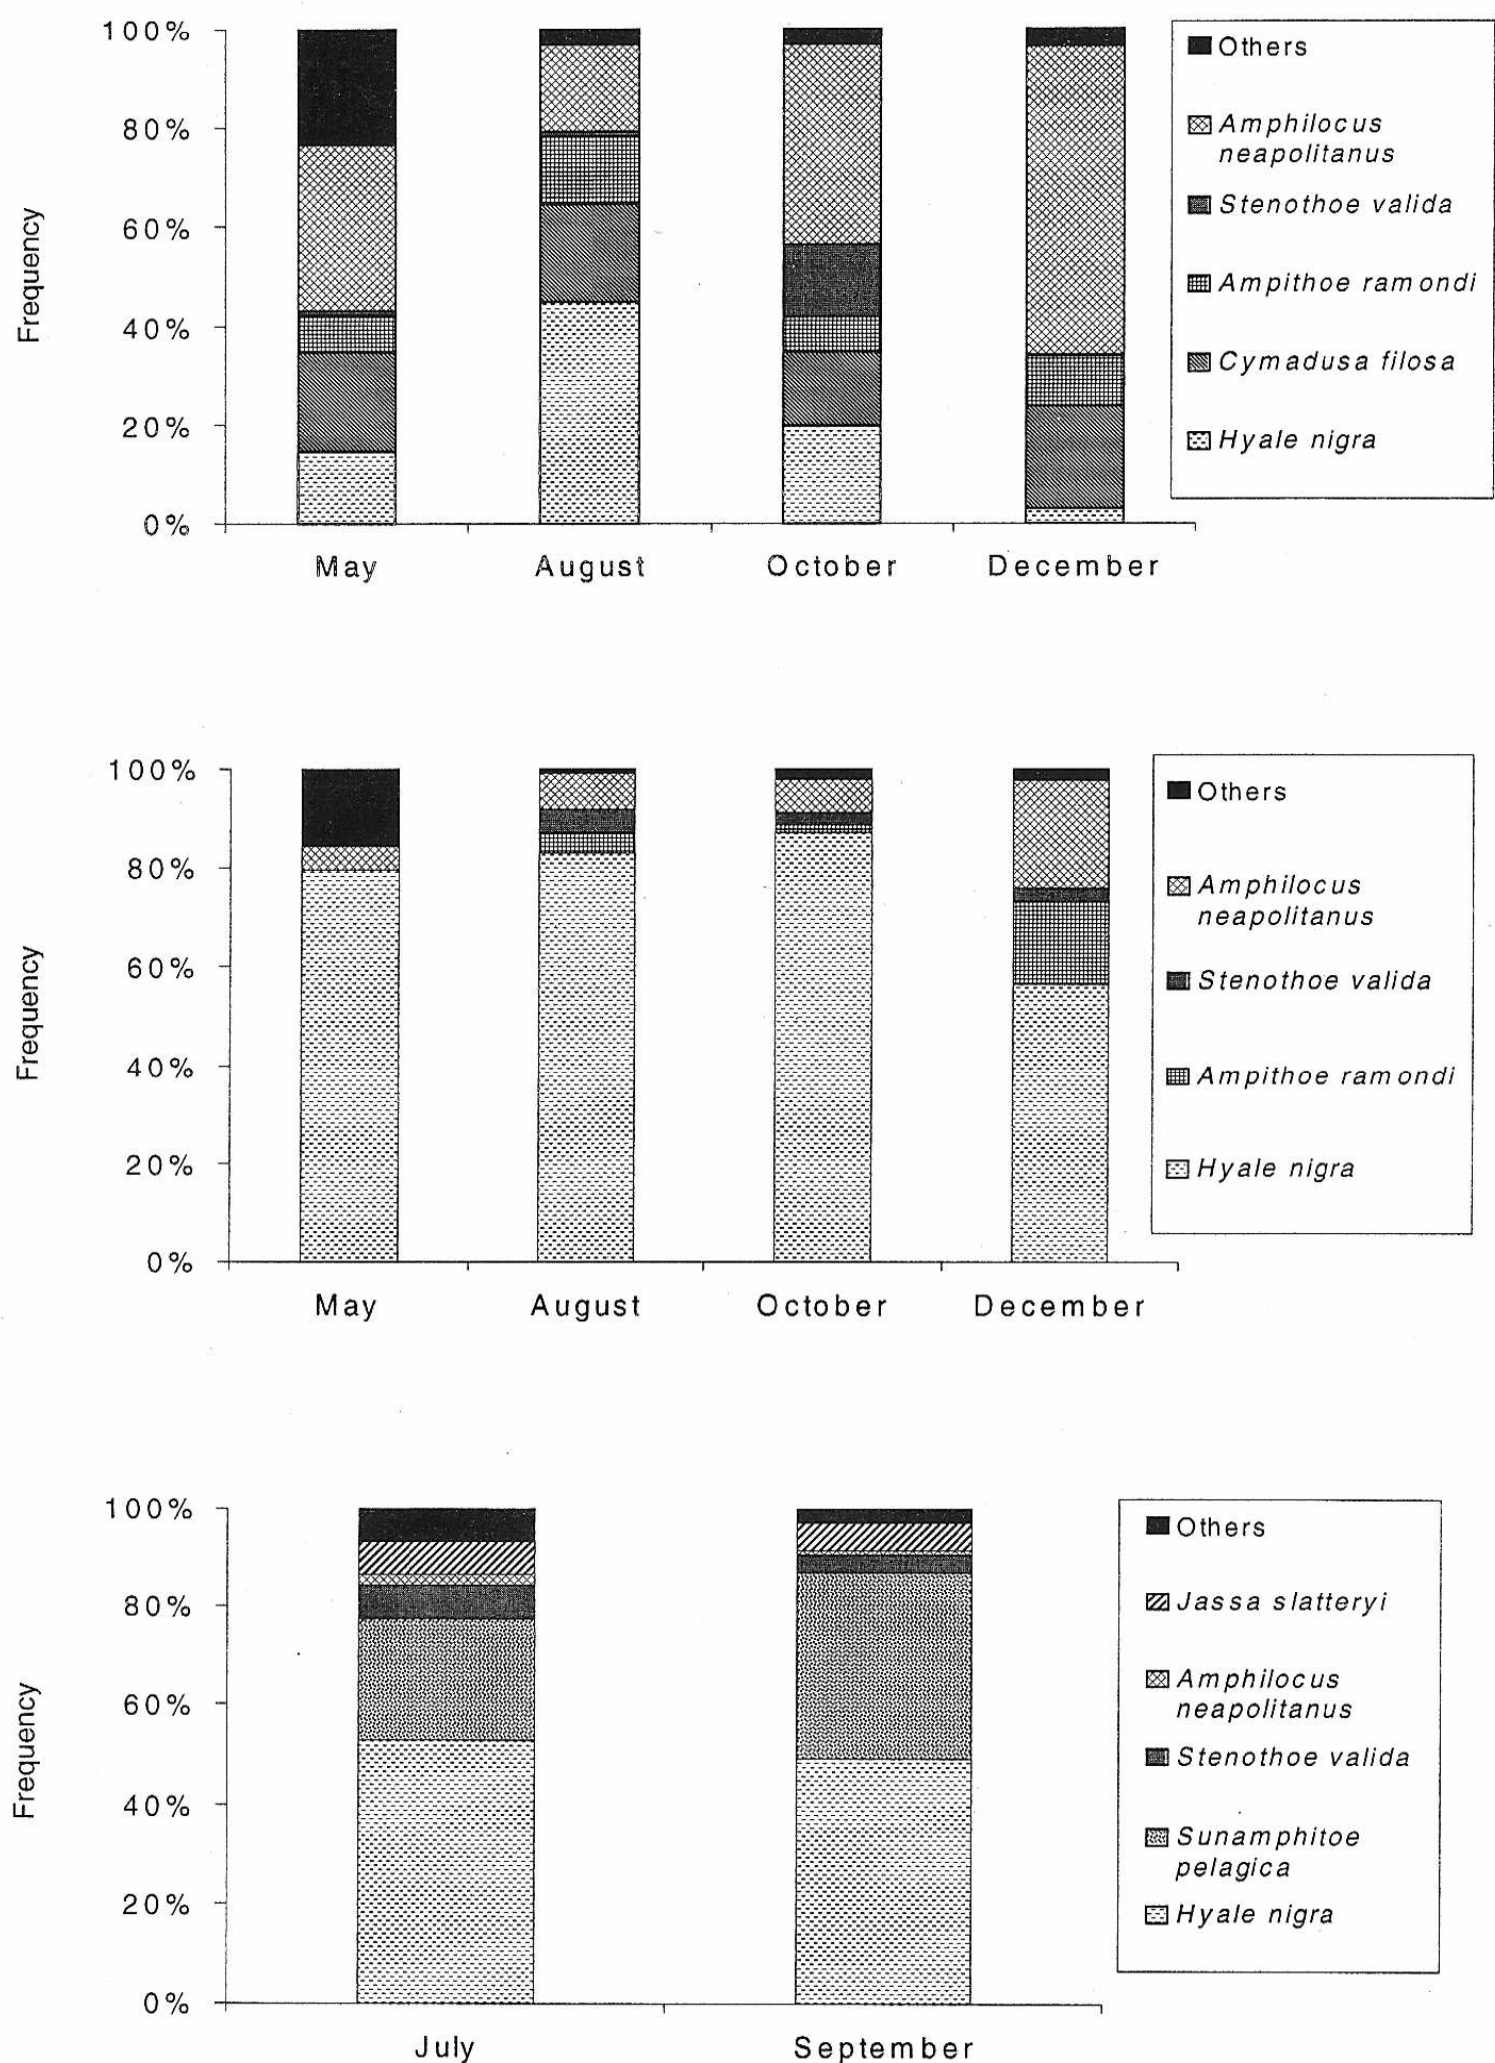 100%
80%
60%
40%
20%
0%
Frequency
May August October December
Others
Amphilocus
neapolitanus
Stenothoe valida
Ampithoe ramondi
Cymadusa filosa
Hyale nigra
100%
80%
60%
40%
20%
0%
Frequency
May August October December
Others
Amphilocus
neapolitanus
Stenothoe valida
Ampithoe ramondi
Hyale nigra
100%
80%
60%
40%
20%
0%
Frequency
July September
Others
Jassa slatteryi
Amphilocus
neapolitanus
Stenothoe valida
Sunamphitoe
pelagica
Hyale nigra